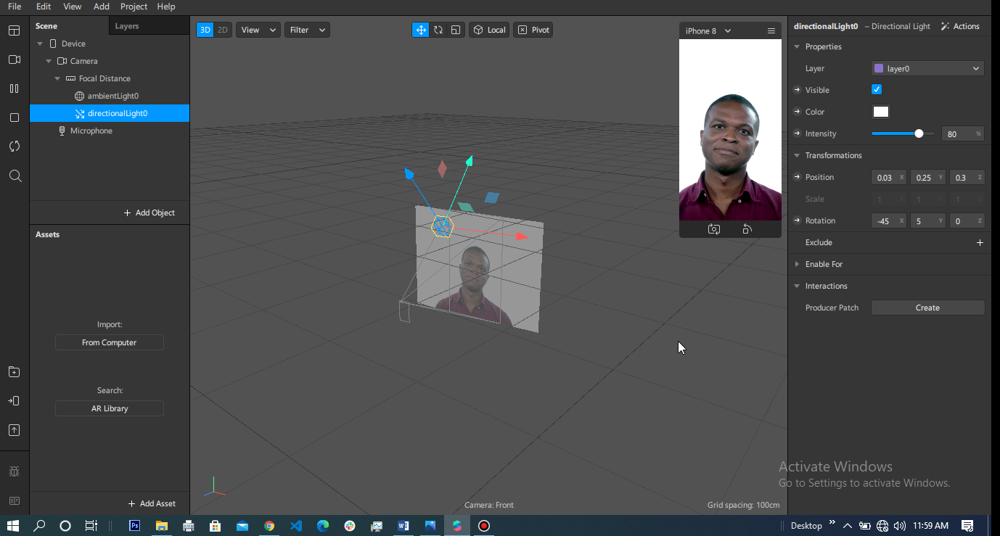 File Edit View Add Project Help
Scene Layers
Device
Camera
Focal Distance
ambientLight0
directionalLight0
Microphone
+ Add Object
Assets
Import:
From Computer
Search:
AR Library
+ Add Asset
3D 2D View Filter Local Pivot
iPhone 8
Camera: Front
Grid spacing: 100cm
directionalLight0 – Directional Light Actions
Properties
Layer layer0
Visible
Color
Intensity 80 %
Transformations
Position 0.03 X 0.25 Y 0.3 Z
Scale 1 X 1 Y 1 Z
Rotation -45 X 5 Y 0 Z
Exclude +
Enable For
Interactions
Producer Patch Create
Activate Windows
Go to Settings to activate Windows.
Ps Desktop 11:59 AM